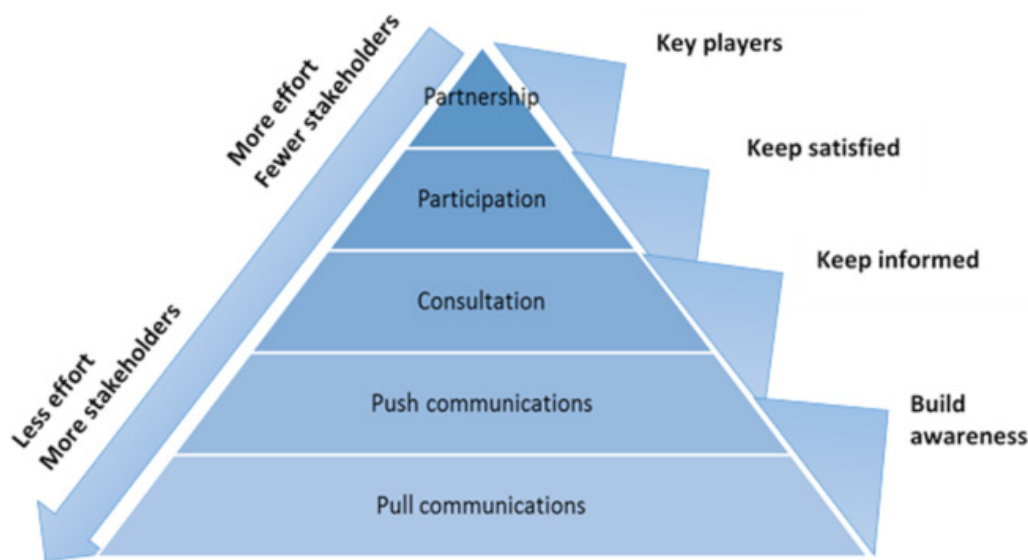 Key players
More effort
Fewer stakeholders
Partnership
Keep satisfied
Participation
Keep informed
Consultation
Less effort
More stakeholders
Push communications
Build
awareness
Pull communications